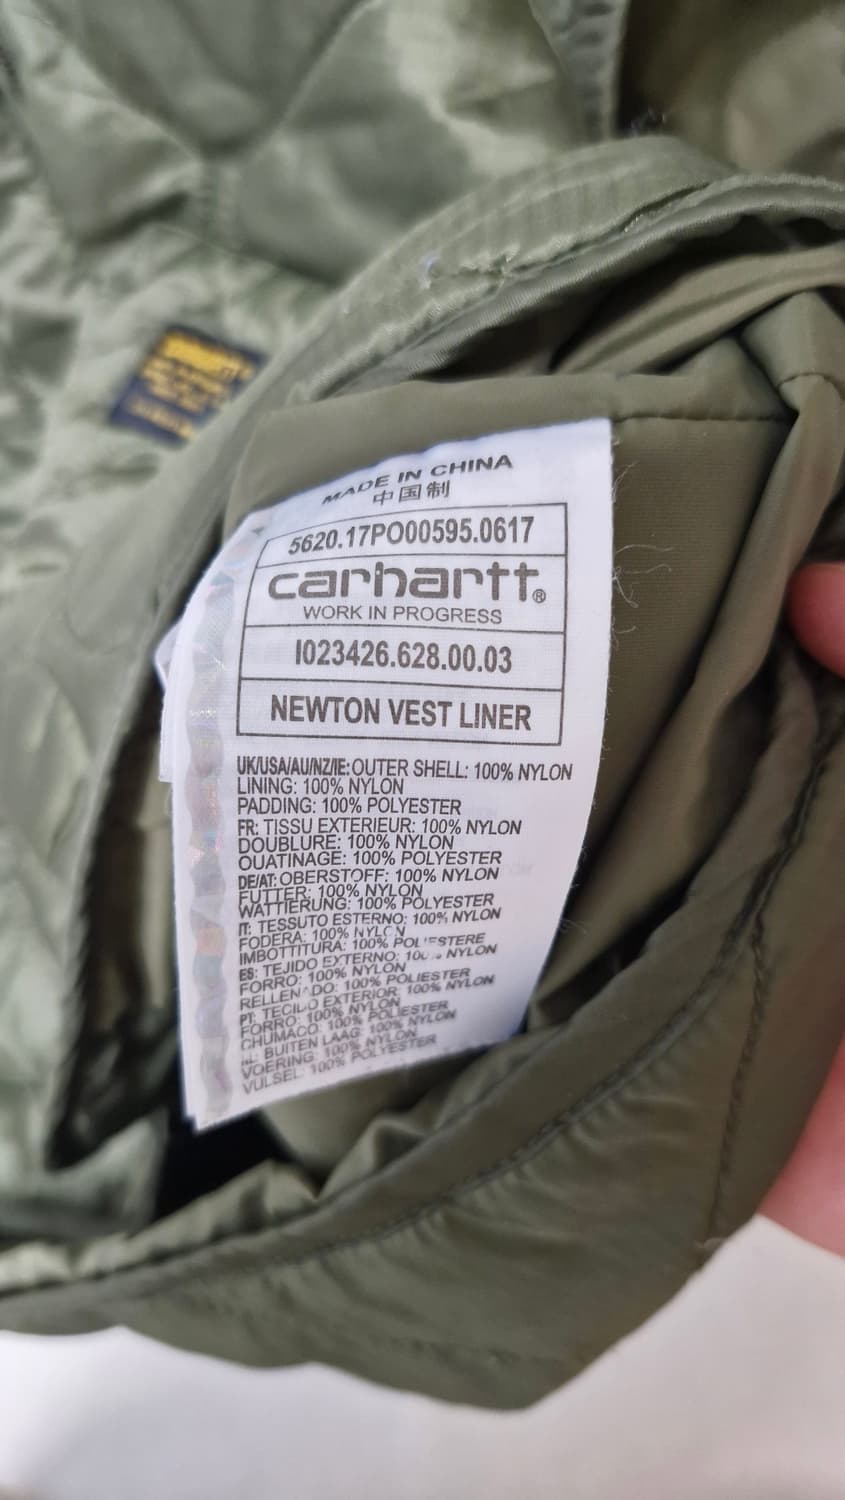 MADE IN CHINA
中国制
5620.17PO00595.0617
carhartt®
WORK IN PROGRESS
I023426.628.00.03
NEWTON VEST LINER
UK/USA/AU/NZ/IE: OUTER SHELL: 100% NYLON
LINING: 100% NYLON
PADDING: 100% POLYESTER
FR: TISSU EXTERIEUR: 100% NYLON
DOUBLURE: 100% NYLON
OUATINAGE: 100% POLYESTER
DE/AT: OBERSTOFF: 100% NYLON
FUTTER: 100% NYLON
WATTIERUNG: 100% POLYESTER
IT: TESSUTO ESTERNO: 100% NYLON
FODERA: 100% NYLON
IMBOTTITURA: 100% POLIESTERE
ES: TEJIDO EXTERNO: 100% NYLON
FORRO: 100% NYLON
RELLENADO: 100% POLIESTER
PT: TECIDO EXTERIOR: 100% NYLON
FORRO: 100% NYLON
CHUMACO: 100% POLIESTER
NL: BUITEN LAAG: 100% NYLON
VOERING: 100% NYLON
VULSEL: 100% POLYESTER